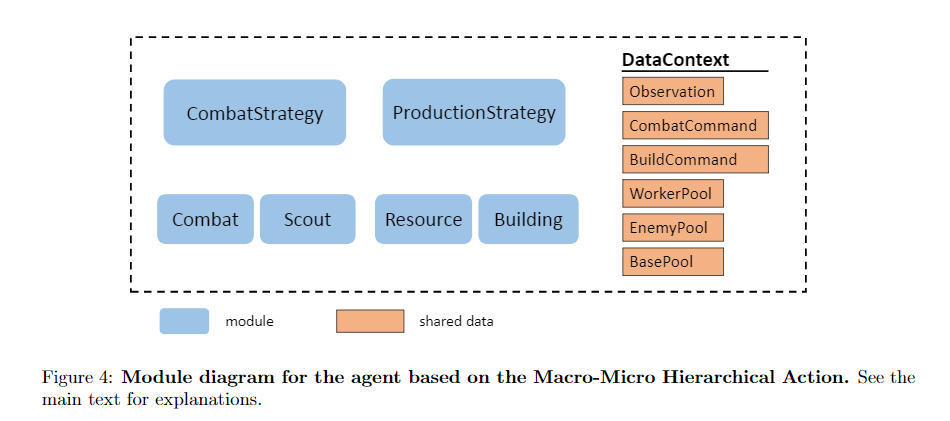 CombatStrategy
ProductionStrategy
Combat
Scout
Resource
Building
DataContext
Observation
CombatCommand
BuildCommand
WorkerPool
EnemyPool
BasePool
module
shared data
Figure 4: Module diagram for the agent based on the Macro-Micro Hierarchical Action. See the
main text for explanations.